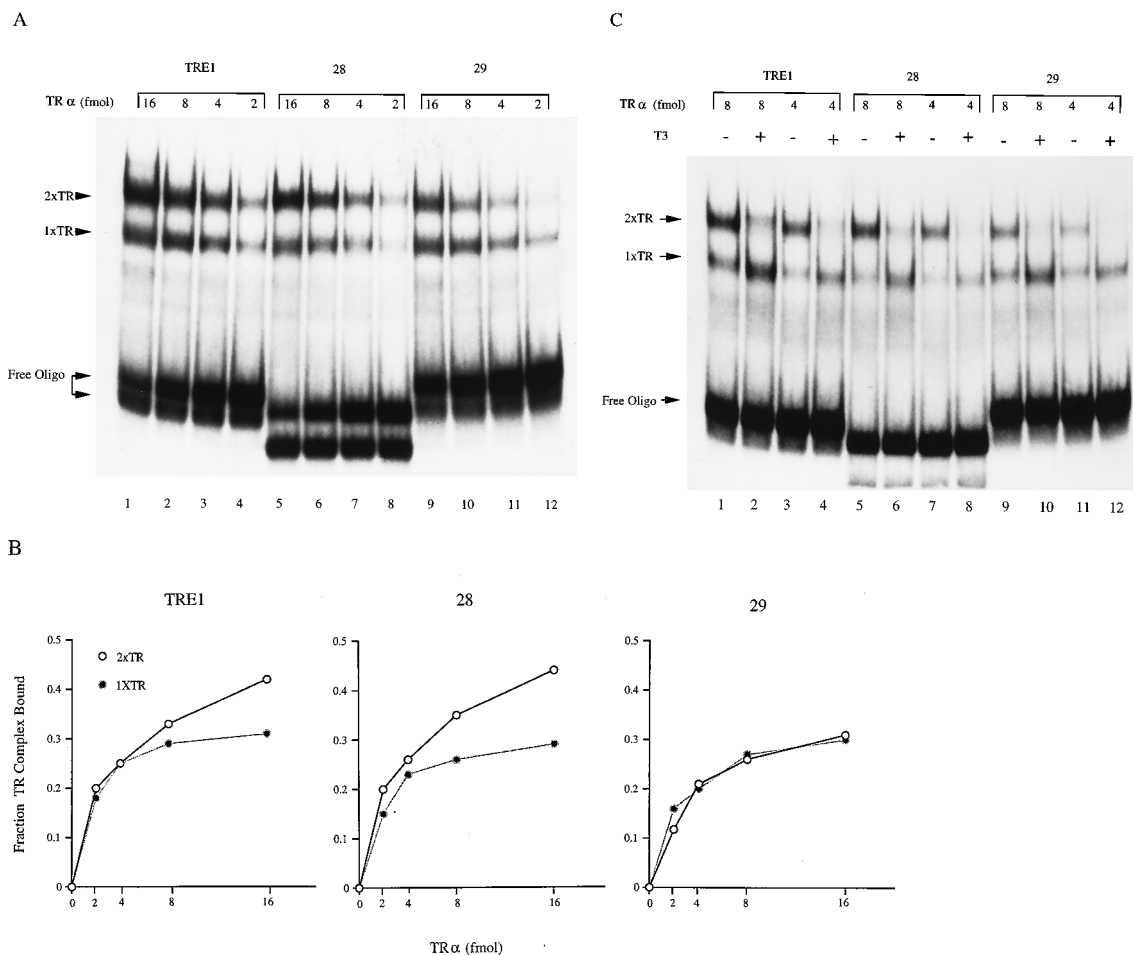 A
TRE1 28 29
TR α (fmol) 16 8 4 2 16 8 4 2 16 8 4 2
2xTR
1xTR
Free Oligo
1 2 3 4 5 6 7 8 9 10 11 12
C
TRE1 28 29
TR α (fmol) 8 8 4 4 8 8 4 4 8 8 4 4
T3 - + - + - + - + - + - +
2xTR
1xTR
Free Oligo
1 2 3 4 5 6 7 8 9 10 11 12
B
TRE1
0.5
0.4
0.3
0.2
0.1
0
2xTR
1XTR
0 2 4 8 16
28
0.5
0.4
0.3
0.2
0.1
0
0 2 4 8 16
29
0.5
0.4
0.3
0.2
0.1
0
0 2 4 8 16
Fraction TR Complex Bound
TR α (fmol)